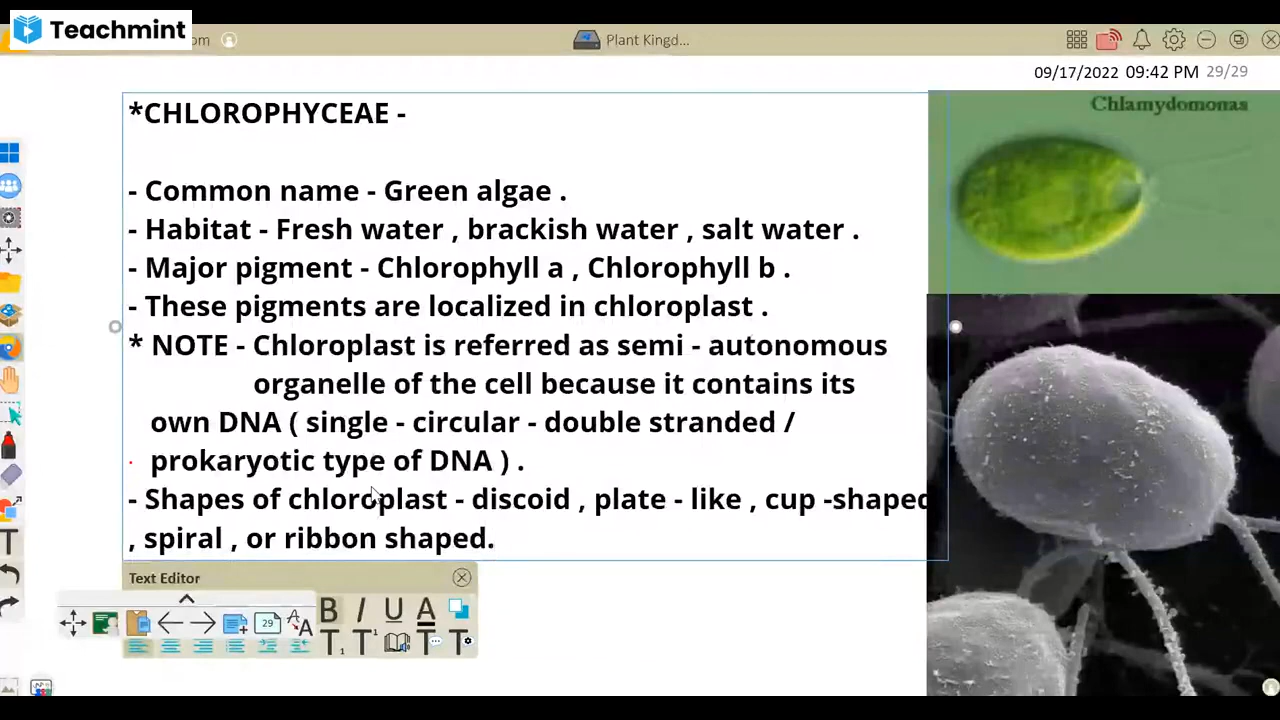 Teachmint
om
Plant Kingd...
09/17/2022 09:42 PM 29/29
*CHLOROPHYCEAE -
Chlamydomonas
- Common name - Green algae .
- Habitat - Fresh water , brackish water , salt water .
- Major pigment - Chlorophyll a , Chlorophyll b .
- These pigments are localized in chloroplast .
* NOTE - Chloroplast is referred as semi - autonomous
organelle of the cell because it contains its
own DNA ( single - circular - double stranded /
prokaryotic type of DNA ) .
- Shapes of chloroplast - discoid , plate - like , cup -shaped
, spiral , or ribbon shaped.
Text Editor
29
B I U A